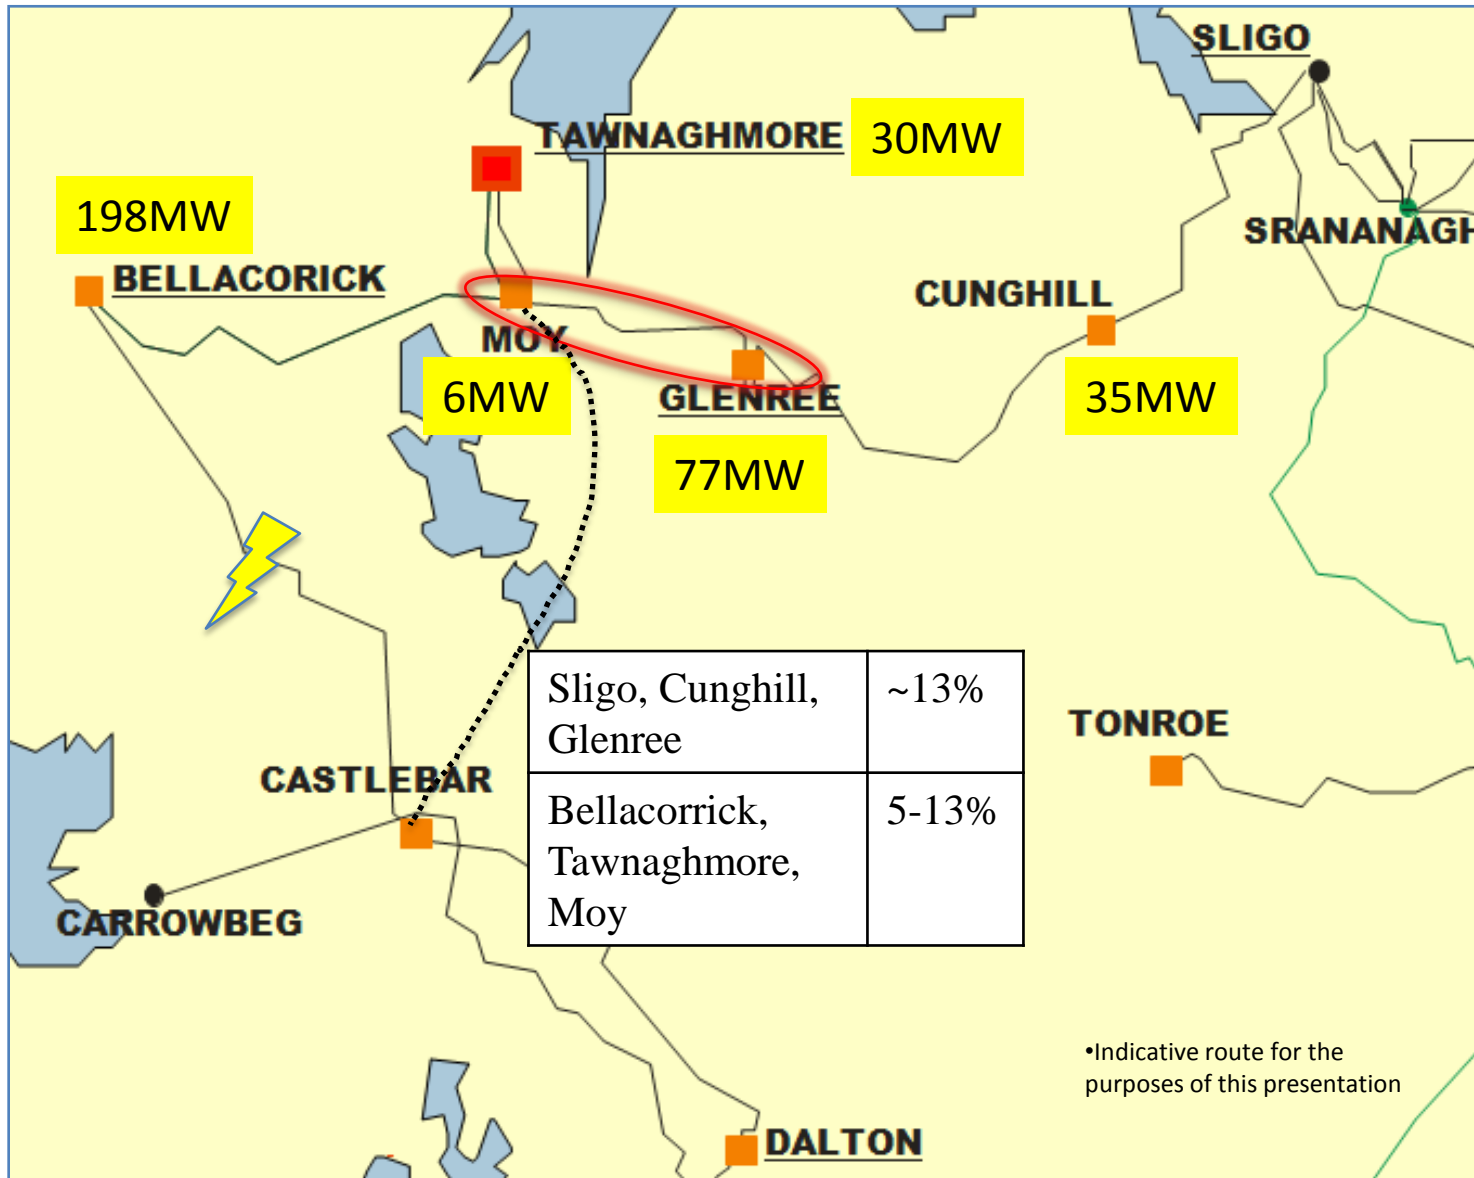 SLIGO
TAWNAGHMORE
30MW
198MW
SRANANAGH
BELLACORICK
CUNGHILL
MOY
6MW
GLENREE
35MW
77MW
Sligo, Cunghill,
Glenree
~13%
Bellacorrick,
Tawnaghmore,
Moy
5-13%
TONROE
CASTLEBAR
CARROWBEG
•Indicative route for the
purposes of this presentation
DALTON